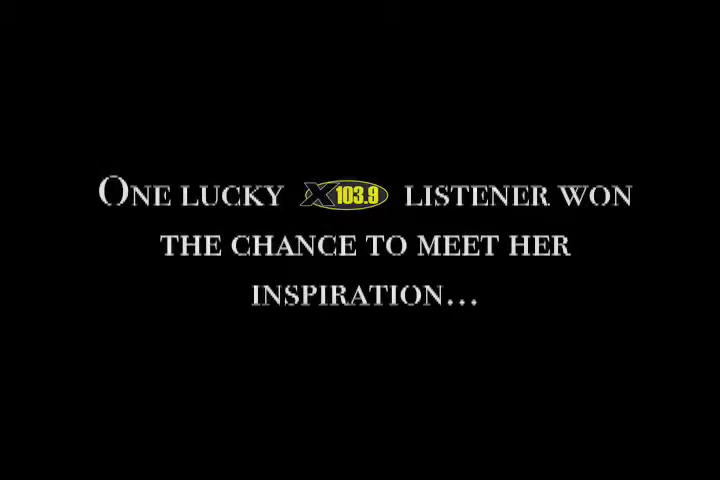 One lucky X103.9 listener won
the chance to meet her
inspiration...